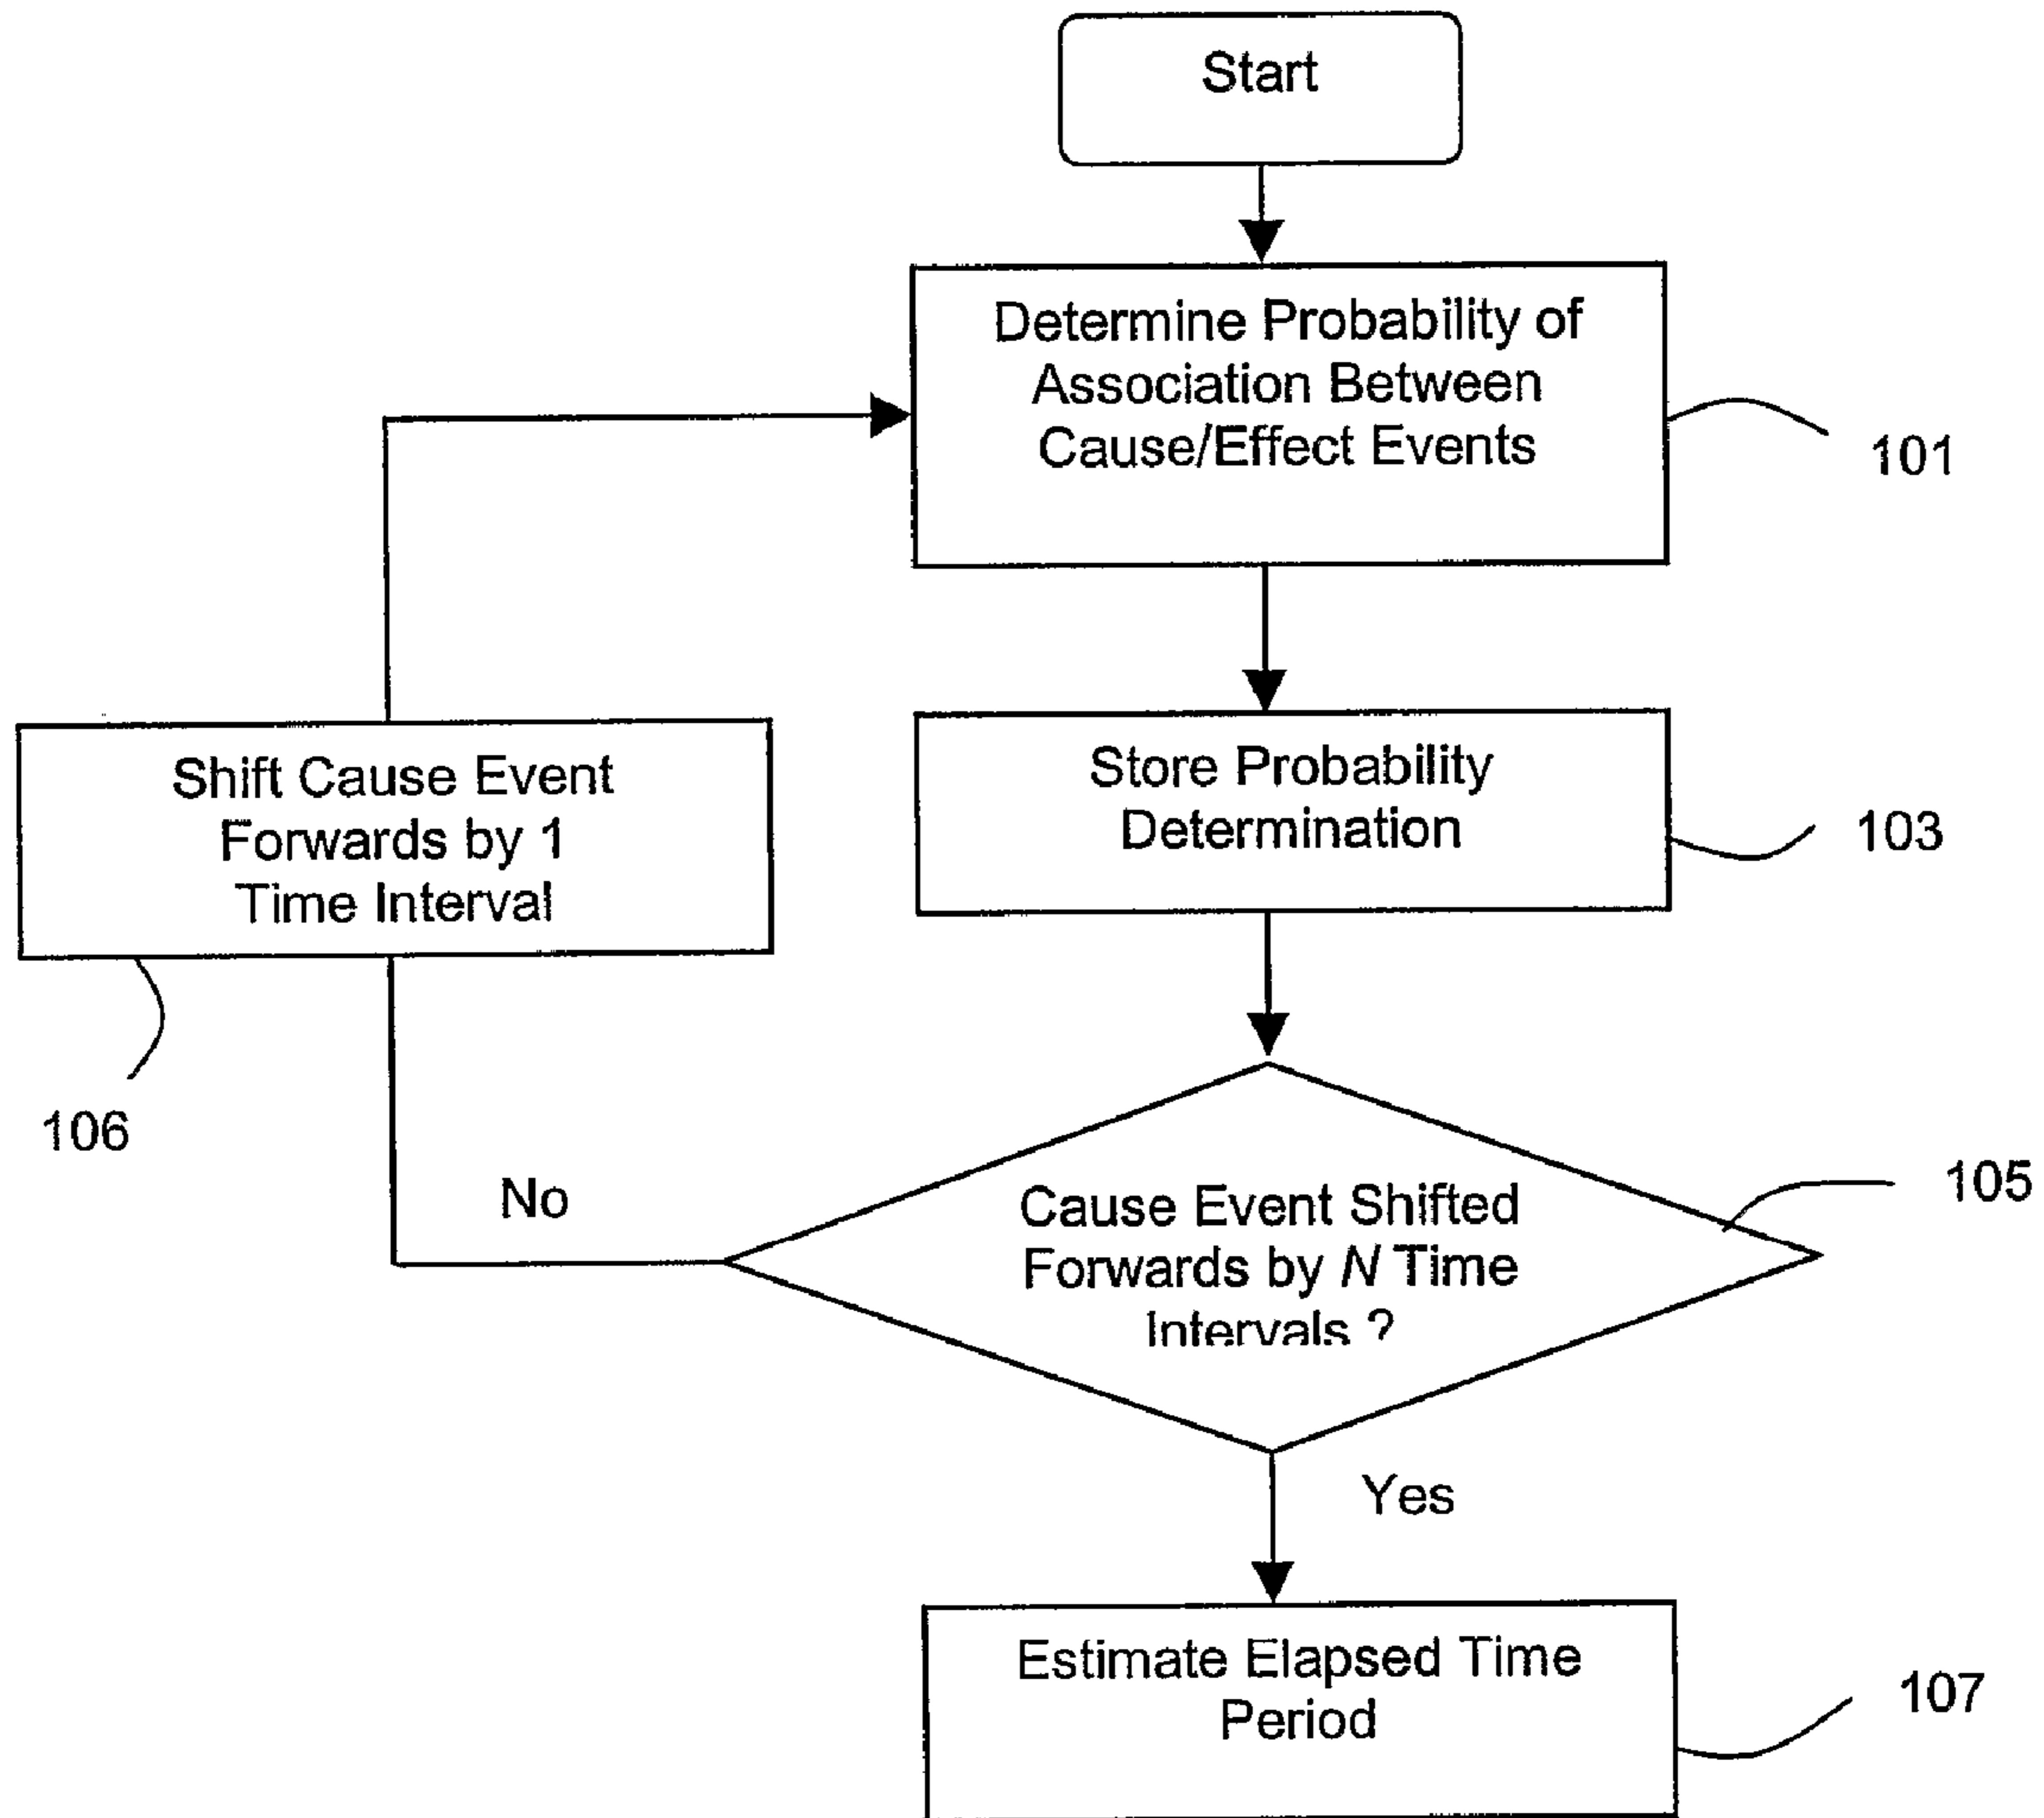 Start
Determine Probability of
Association Between
Cause/Effect Events
101
Shift Cause Event
Forwards by 1
Time Interval
106
Store Probability
Determination
103
Cause Event Shifted
Forwards by N Time
Intervals ?
105
No
Yes
Estimate Elapsed Time
Period
107